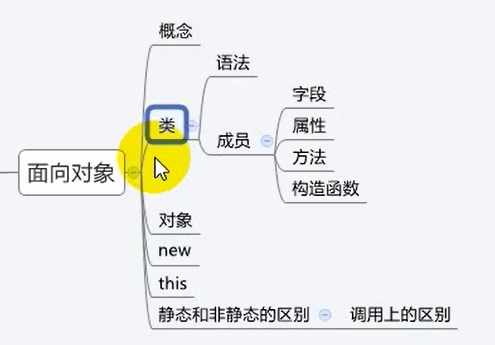 概念
语法
类
字段
成员
属性
方法
面向对象
构造函数
对象
new
this
静态和非静态的区别
调用上的区别